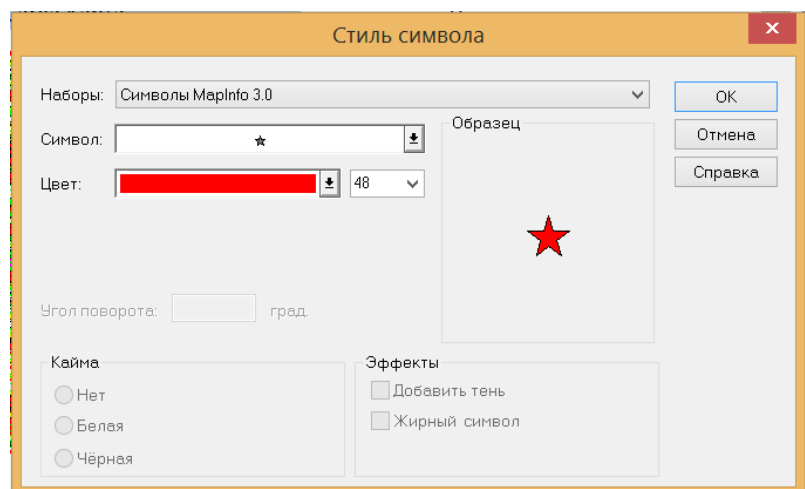 Стиль символа
x
Наборы: Символы MapInfo 3.0
OK
Символ:
Образец
Отмена
Цвет: 48
Справка
Угол поворота: град.
Кайма
Нет
Белая
Чёрная
Эффекты
Добавить тень
Жирный символ